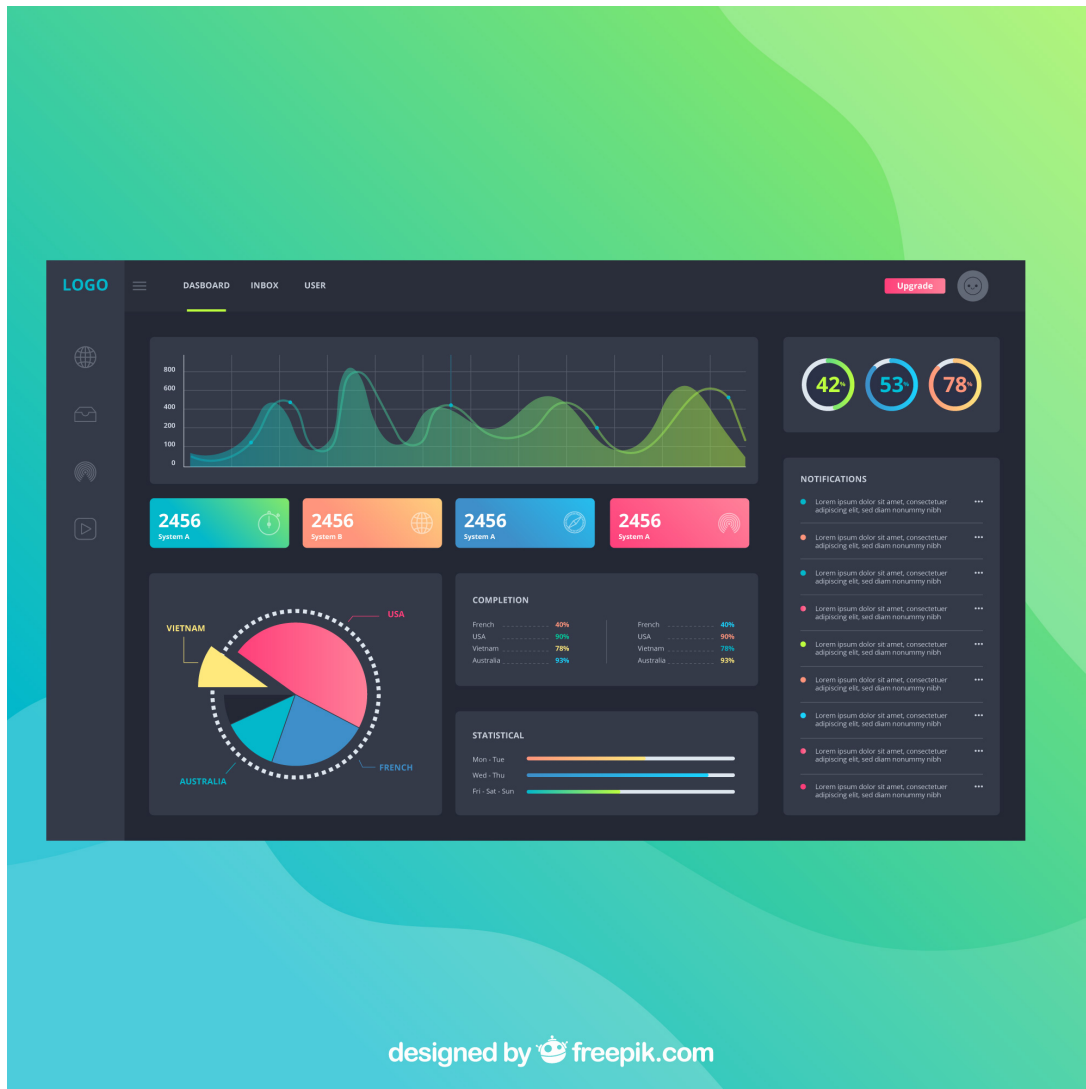 LOGO
DASBOARD INBOX USER
Upgrade
800
600
400
200
100
0
42%
53%
78%
2456
System A
2456
System B
2456
System A
2456
System A
NOTIFICATIONS
Lorem ipsum dolor sit amet, consectetuer
adipiscing elit, sed diam nonummy nibh
Lorem ipsum dolor sit amet, consectetuer
adipiscing elit, sed diam nonummy nibh
Lorem ipsum dolor sit amet, consectetuer
adipiscing elit, sed diam nonummy nibh
Lorem ipsum dolor sit amet, consectetuer
adipiscing elit, sed diam nonummy nibh
Lorem ipsum dolor sit amet, consectetuer
adipiscing elit, sed diam nonummy nibh
Lorem ipsum dolor sit amet, consectetuer
adipiscing elit, sed diam nonummy nibh
Lorem ipsum dolor sit amet, consectetuer
adipiscing elit, sed diam nonummy nibh
Lorem ipsum dolor sit amet, consectetuer
adipiscing elit, sed diam nonummy nibh
Lorem ipsum dolor sit amet, consectetuer
adipiscing elit, sed diam nonummy nibh
USA
VIETNAM
FRENCH
AUSTRALIA
COMPLETION
French 40% French 40%
USA 90% USA 90%
Vietnam 78% Vietnam 78%
Australia 93% Australia 93%
STATISTICAL
Mon - Tue
Wed - Thu
Fri - Sat - Sun
designed by freepik.com